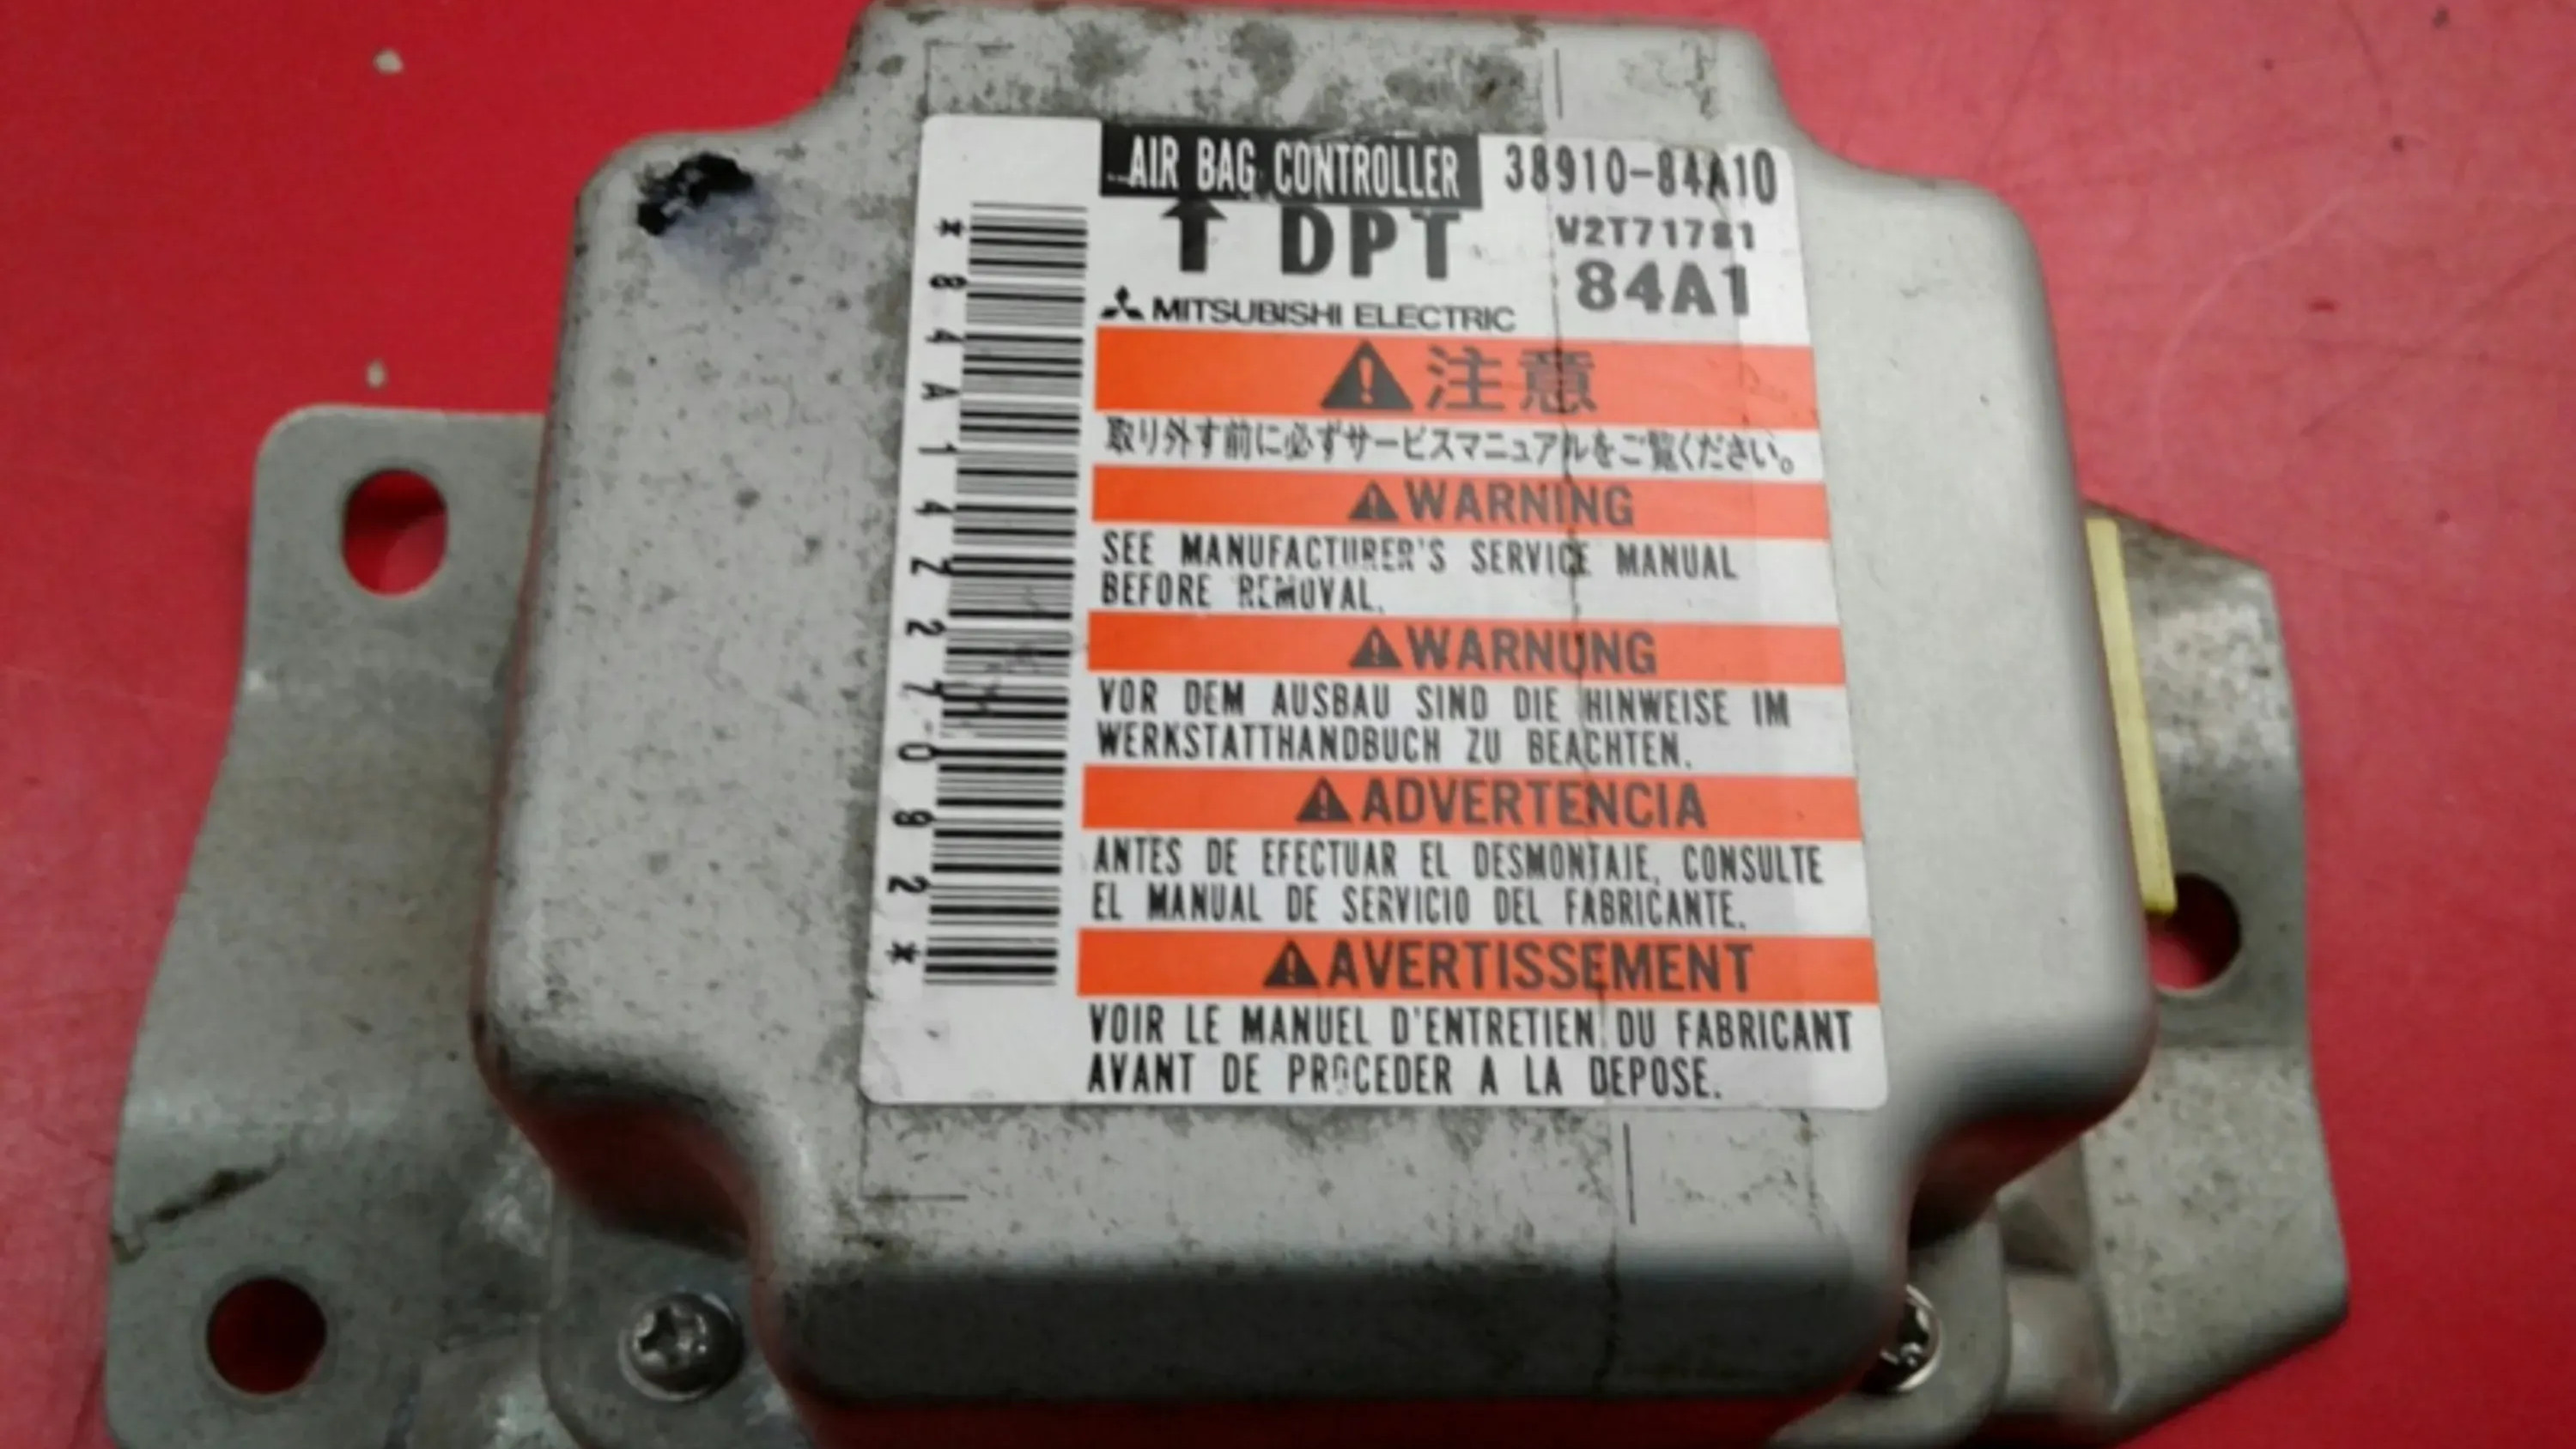 AIR BAG CONTROLLER 38910-84A10
DPT V2T71781
84A1
MITSUBISHI ELECTRIC
*84A14227092*
注意
取り外す前に必ずサービスマニュアルをご覧ください。
WARNING
SEE MANUFACTURER'S SERVICE MANUAL
BEFORE REMOVAL.
WARNUNG
VOR DEM AUSBAU SIND DIE HINWEISE IM
WERKSTATTHANDBUCH ZU BEACHTEN.
ADVERTENCIA
ANTES DE EFECTUAR EL DESMONTAJE, CONSULTE
EL MANUAL DE SERVICIO DEL FABRICANTE.
AVERTISSEMENT
VOIR LE MANUEL D'ENTRETIEN DU FABRICANT
AVANT DE PROCEDER A LA DEPOSE.